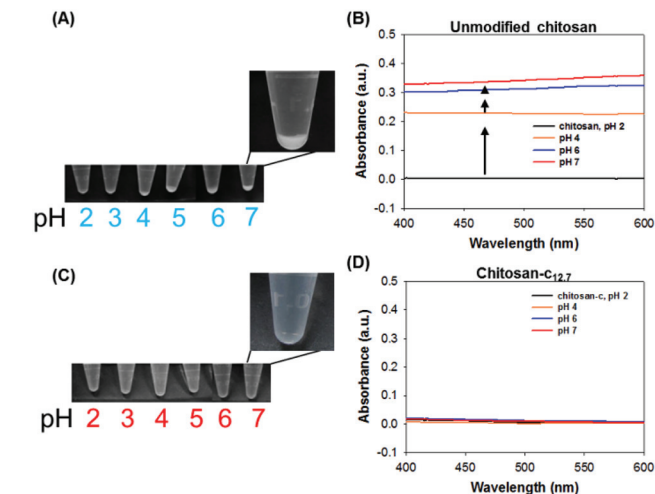 (A)
pH 2 3 4 5 6 7
(B)
Unmodified chitosan
Absorbance (a.u.)
0.5
0.4
0.3
0.2
0.1
0.0
-0.1
chitosan, pH 2
pH 4
pH 6
pH 7
400 450 500 550 600
Wavelength (nm)
(C)
pH 2 3 4 5 6 7
(D)
Chitosan-c12.7
Absorbance (a.u.)
0.5
0.4
0.3
0.2
0.1
0.0
-0.1
chitosan-c, pH 2
pH 4
pH 6
pH 7
400 450 500 550 600
Wavelength (nm)